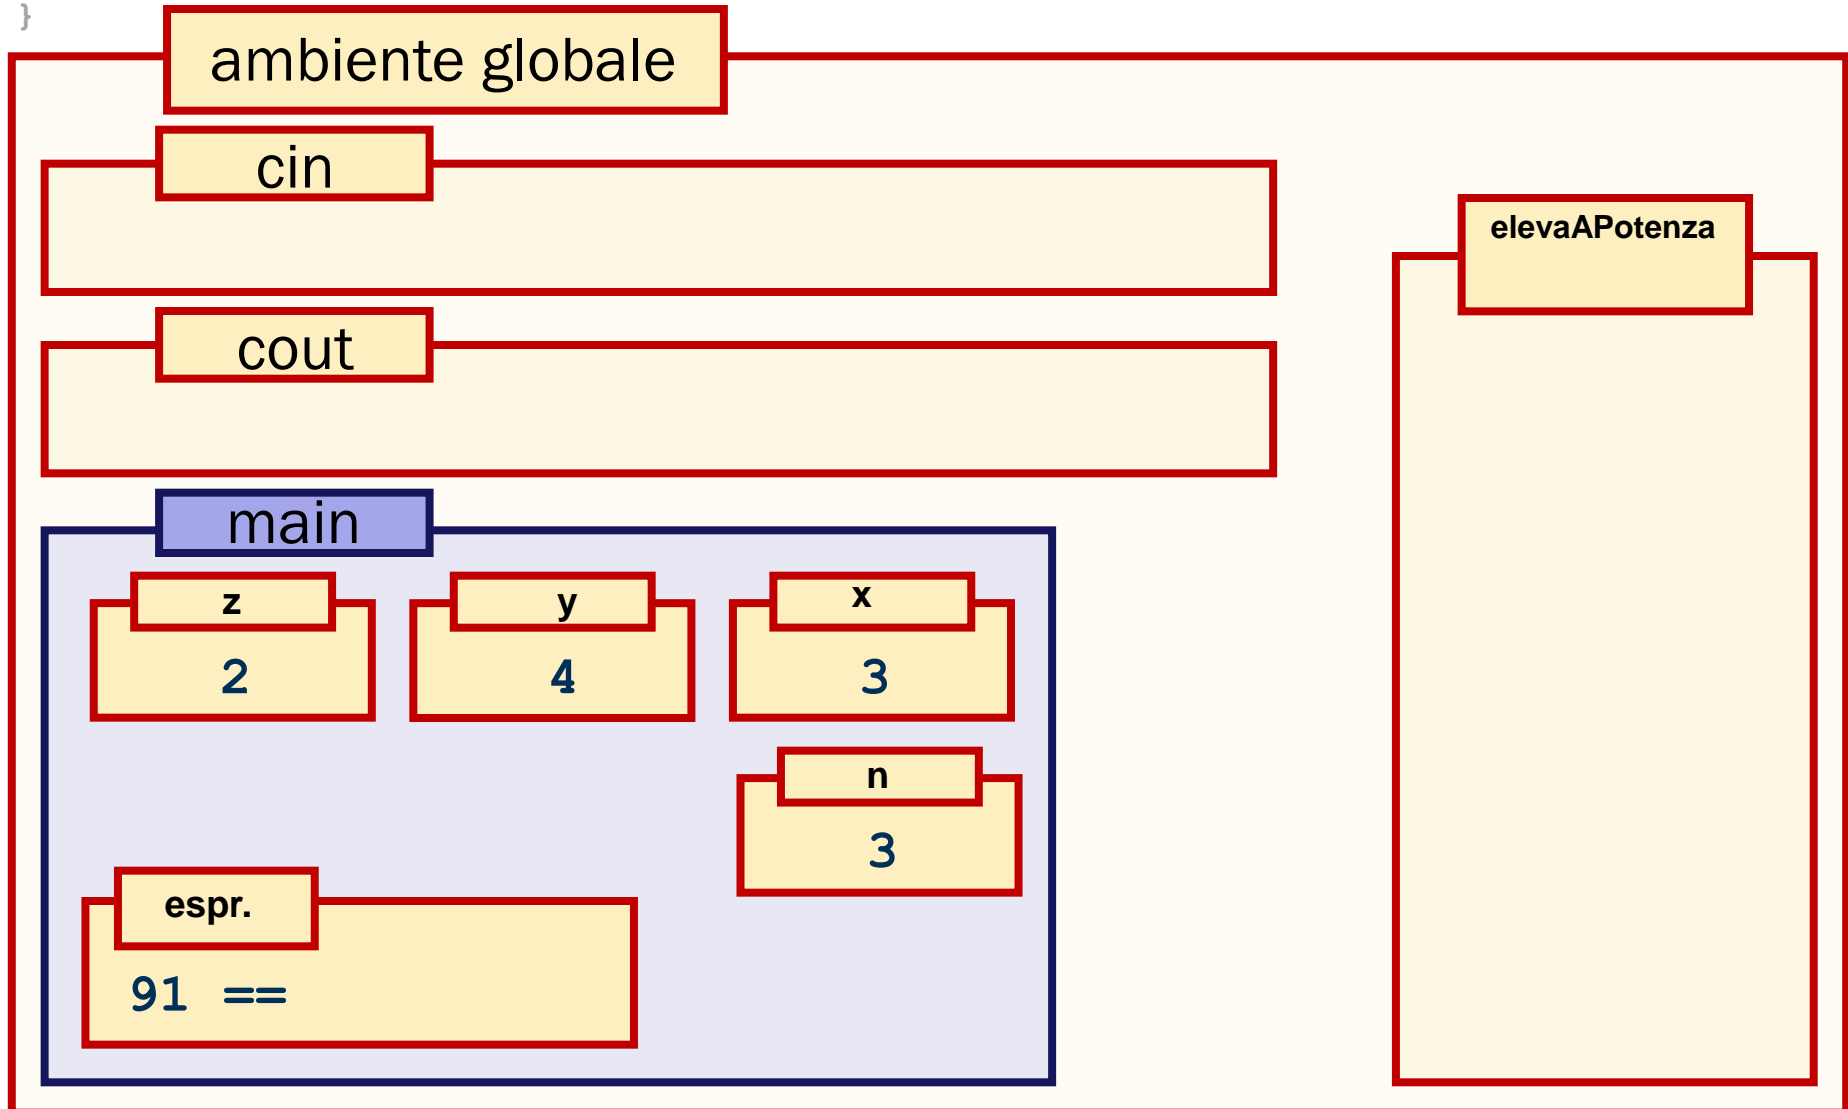 }
ambiente globale
cin
elevaAPotenza
cout
main
z y x
2 4 3
n
3
espr.
91 ==